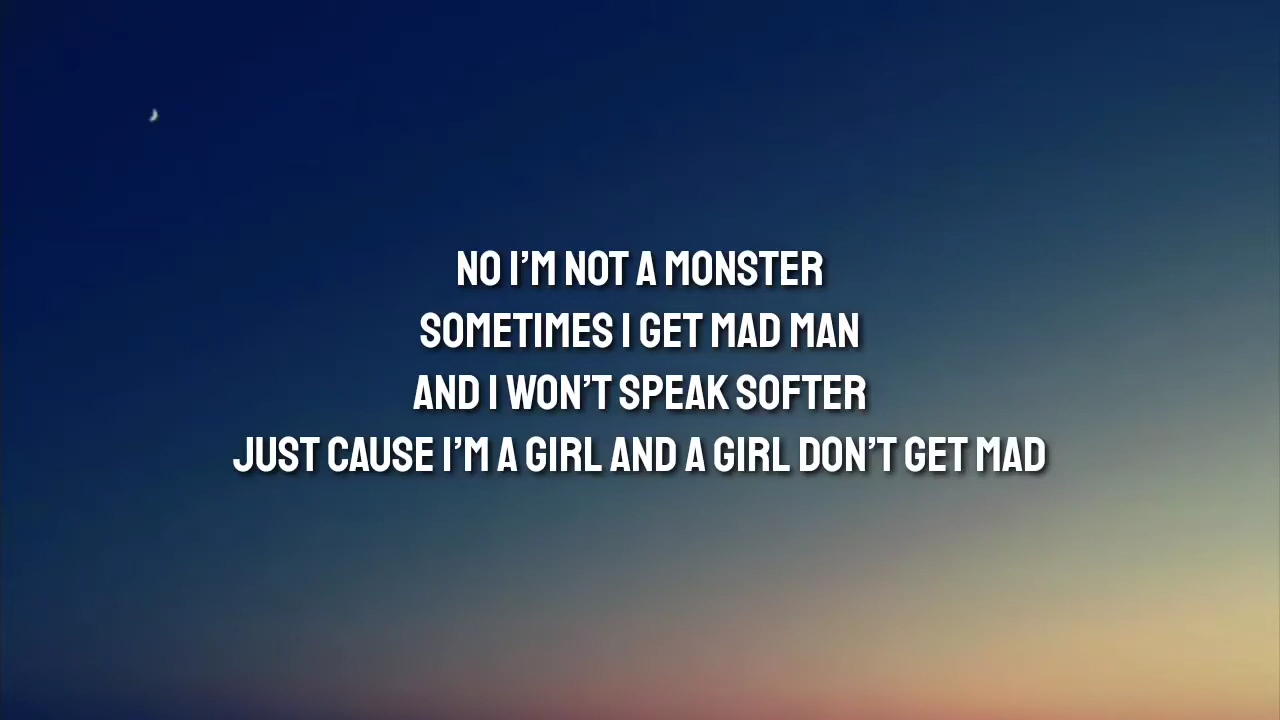 NO I’M NOT A MONSTER
SOMETIMES I GET MAD MAN
AND I WON’T SPEAK SOFTER
JUST CAUSE I’M A GIRL AND A GIRL DON’T GET MAD